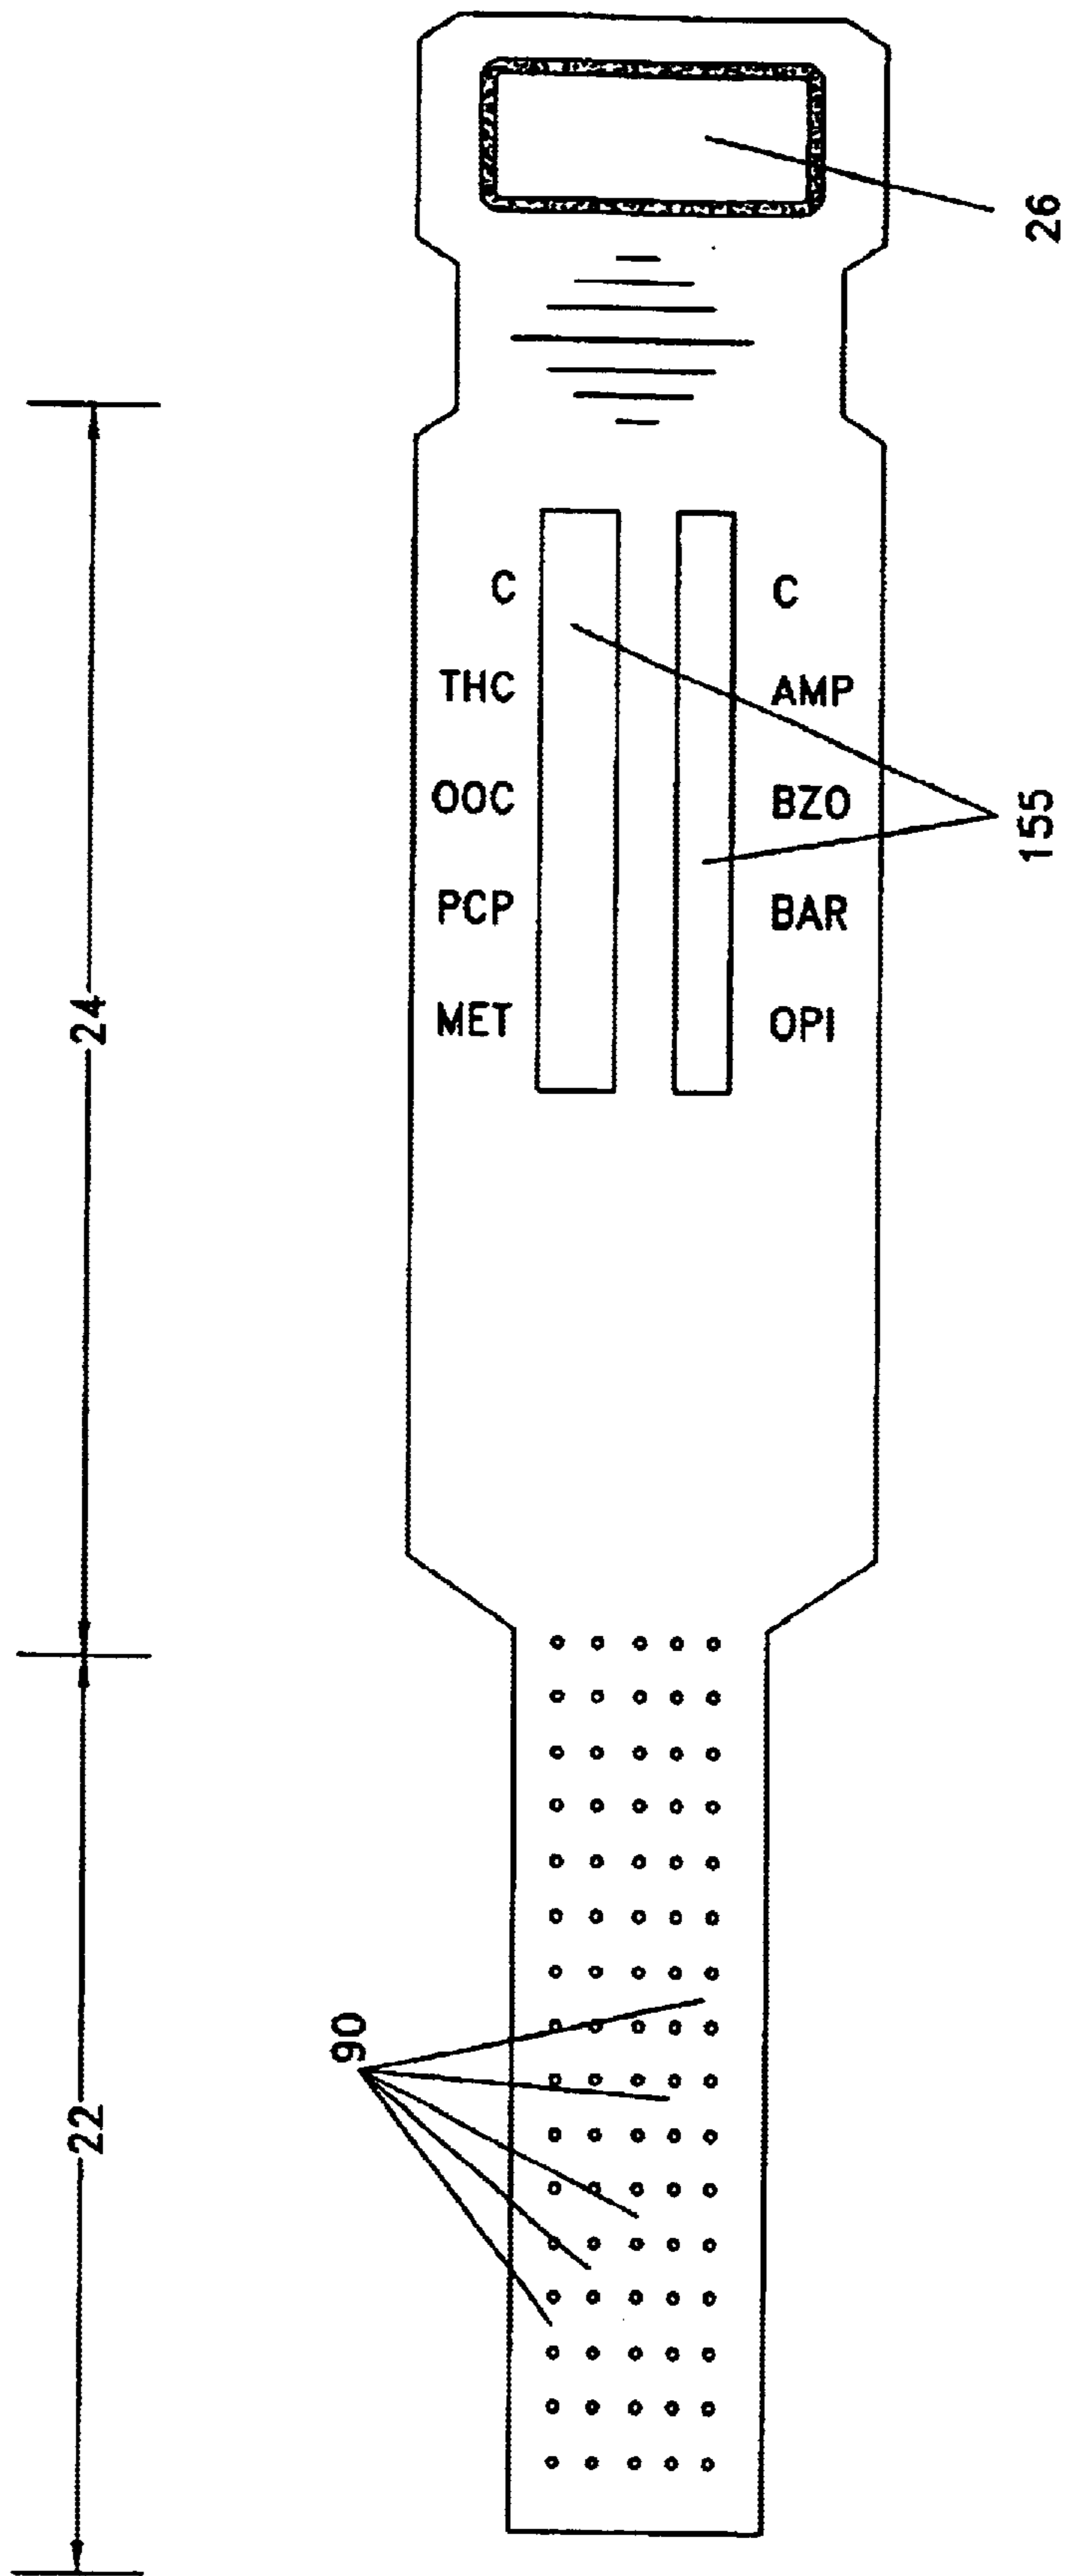 26
C C
THC AMP
OOC BZO
155
PCP BAR
24
MET OPI
90
22